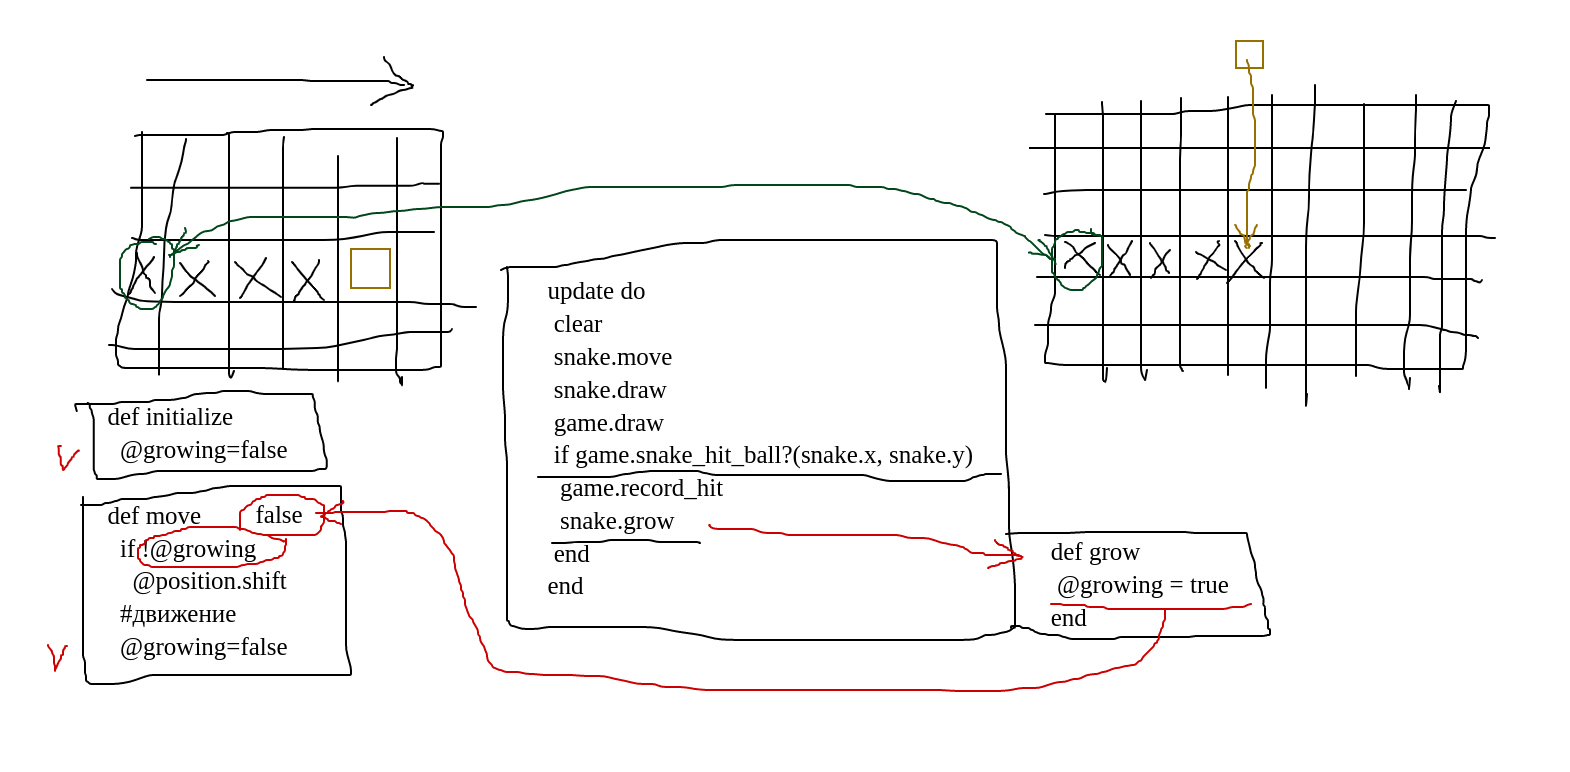 def initialize
@growing=false
def move false
if !@growing
@position.shift
#движение
@growing=false
update do
clear
snake.move
snake.draw
game.draw
if game.snake_hit_ball?(snake.x, snake.y)
game.record_hit
snake.grow
end
end
def grow
@growing = true
end